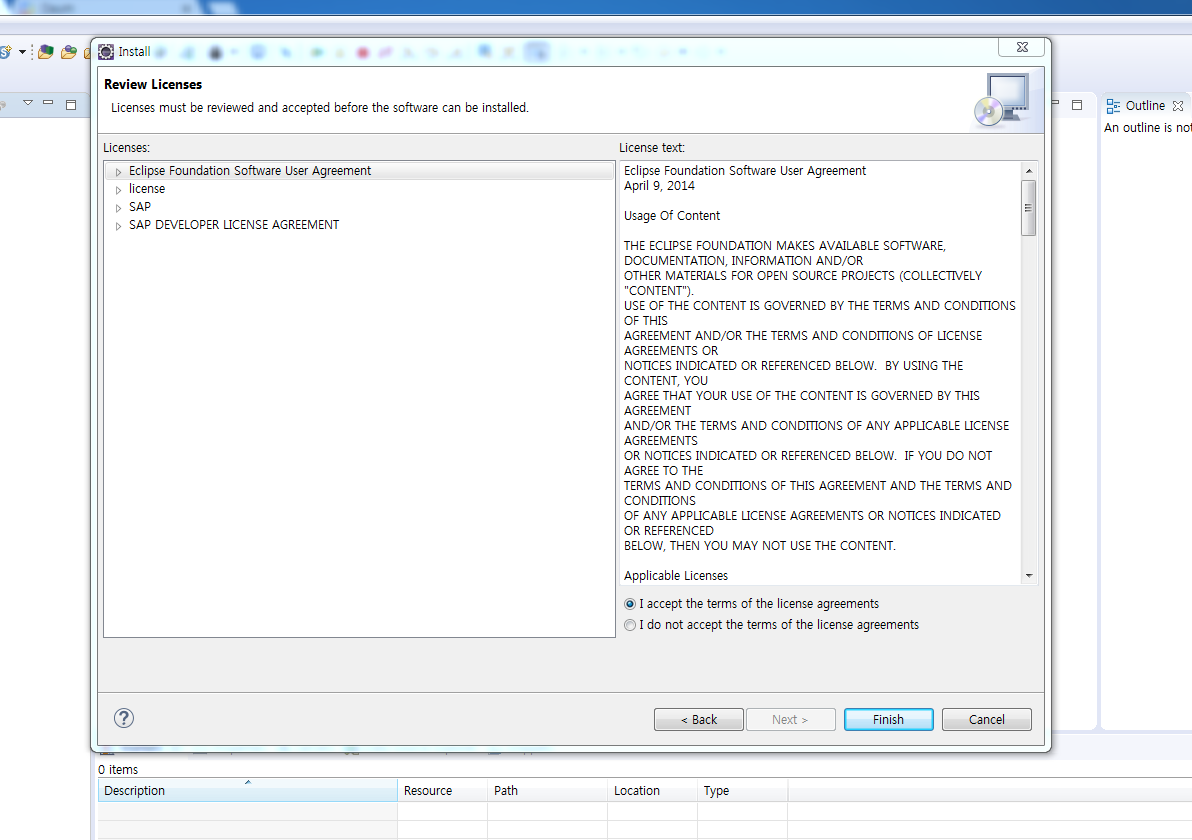 Install
Review Licenses
Licenses must be reviewed and accepted before the software can be installed.
Outline
An outline is not
Licenses:
Eclipse Foundation Software User Agreement
license
SAP
SAP DEVELOPER LICENSE AGREEMENT
License text:
Eclipse Foundation Software User Agreement
April 9, 2014
Usage Of Content
THE ECLIPSE FOUNDATION MAKES AVAILABLE SOFTWARE,
DOCUMENTATION, INFORMATION AND/OR
OTHER MATERIALS FOR OPEN SOURCE PROJECTS (COLLECTIVELY
"CONTENT").
USE OF THE CONTENT IS GOVERNED BY THE TERMS AND CONDITIONS
OF THIS
AGREEMENT AND/OR THE TERMS AND CONDITIONS OF LICENSE
AGREEMENTS OR
NOTICES INDICATED OR REFERENCED BELOW.  BY USING THE
CONTENT, YOU
AGREE THAT YOUR USE OF THE CONTENT IS GOVERNED BY THIS
AGREEMENT
AND/OR THE TERMS AND CONDITIONS OF ANY APPLICABLE LICENSE
AGREEMENTS
OR NOTICES INDICATED OR REFERENCED BELOW.  IF YOU DO NOT
AGREE TO THE
TERMS AND CONDITIONS OF THIS AGREEMENT AND THE TERMS AND
CONDITIONS
OF ANY APPLICABLE LICENSE AGREEMENTS OR NOTICES INDICATED
OR REFERENCED
BELOW, THEN YOU MAY NOT USE THE CONTENT.
Applicable Licenses
I accept the terms of the license agreements
I do not accept the terms of the license agreements
?
< Back
Next >
Finish
Cancel
0 items
Description
Resource
Path
Location
Type